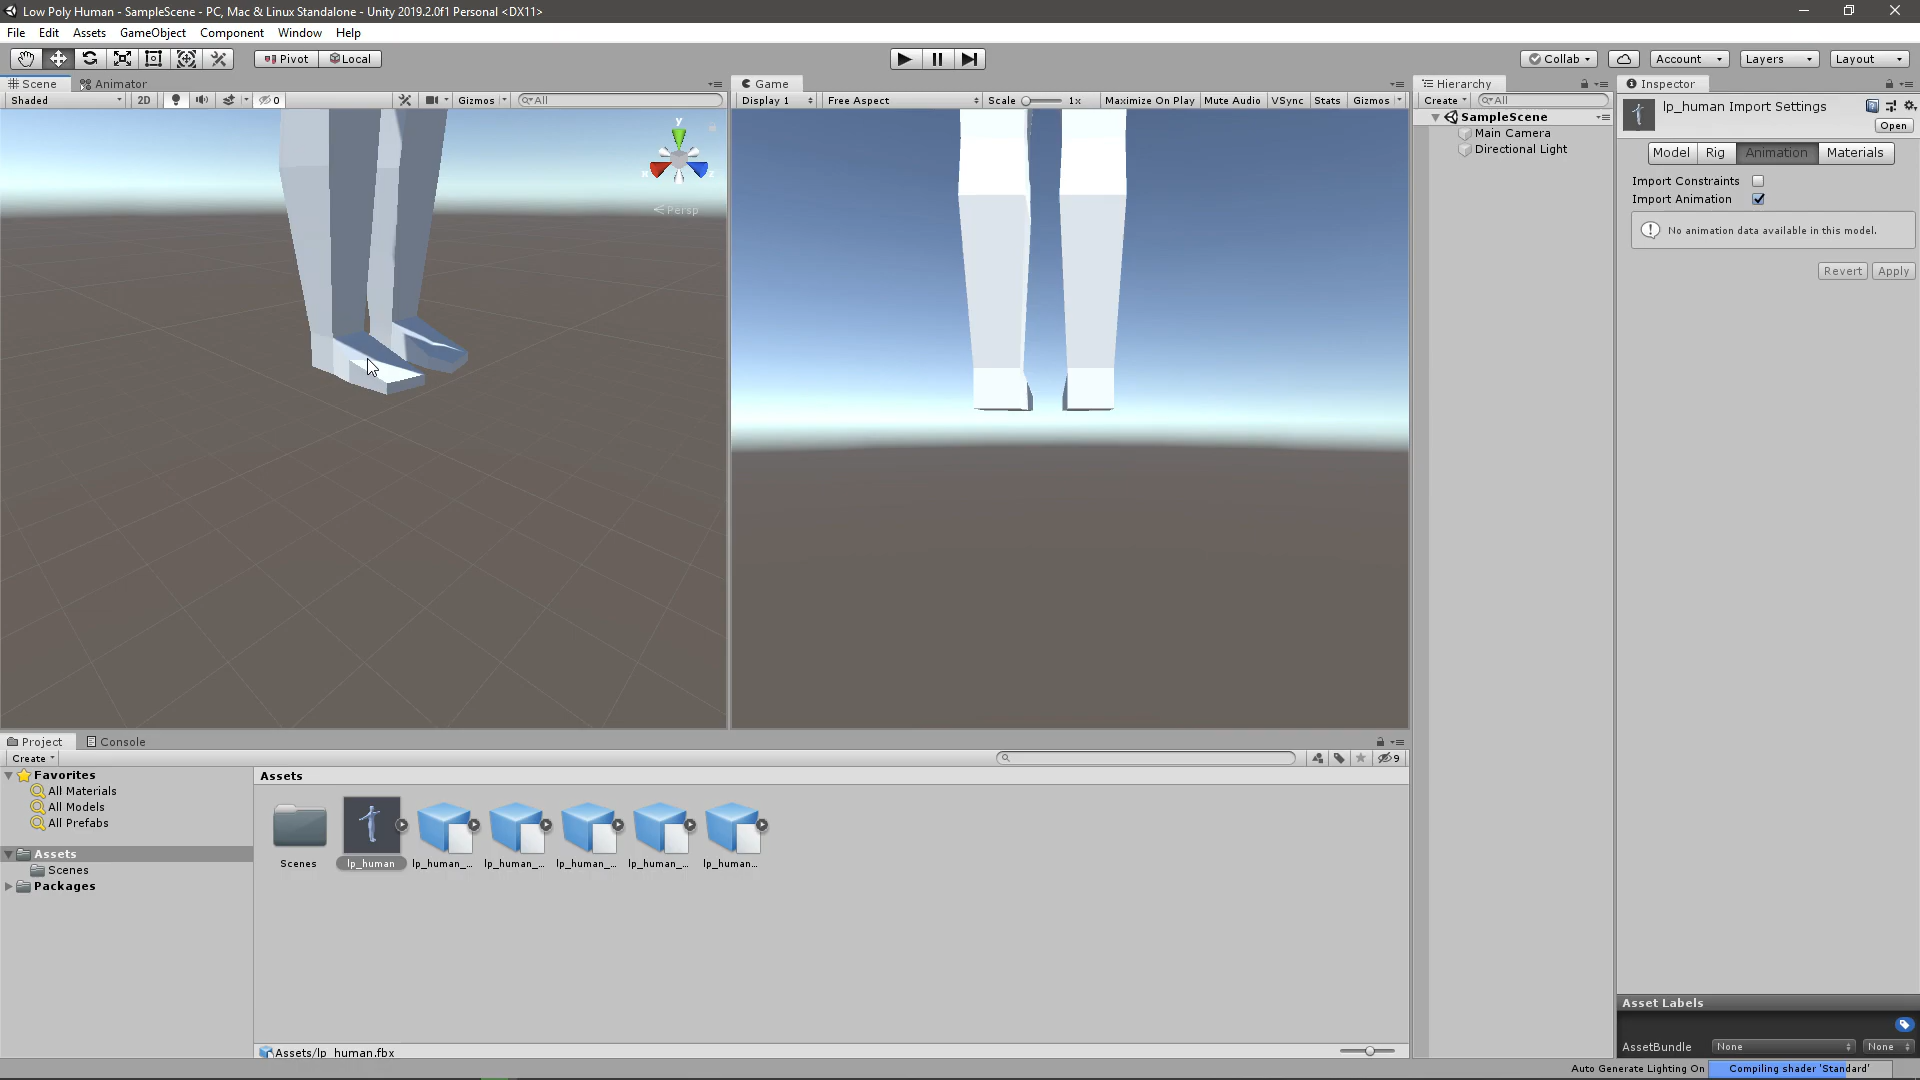 Low Poly Human - SampleScene - PC, Mac & Linux Standalone - Unity 2019.2.0f1 Personal <DX11>
File Edit Assets GameObject Component Window Help
Pivot Local Collab Account Layers Layout
Scene Animator
Shaded 2D 0 Gizmos All
y
x
z
Persp
Game
Display 1 Free Aspect Scale 1x Maximize On Play Mute Audio VSync Stats Gizmos
Hierarchy
Create All
SampleScene
Main Camera
Directional Light
Inspector
lp_human Import Settings
Open
Model Rig Animation Materials
Import Constraints
Import Animation
No animation data available in this model.
Revert Apply
Project Console
Create 9
Favorites
All Materials
All Models
All Prefabs
Assets
Scenes
Packages
Assets
Scenes lp_human lp_human_... lp_human_... lp_human_... lp_human_... lp_human...
Assets/lp_human.fbx
Asset Labels
AssetBundle None None
Auto Generate Lighting On Compiling shader 'Standard'